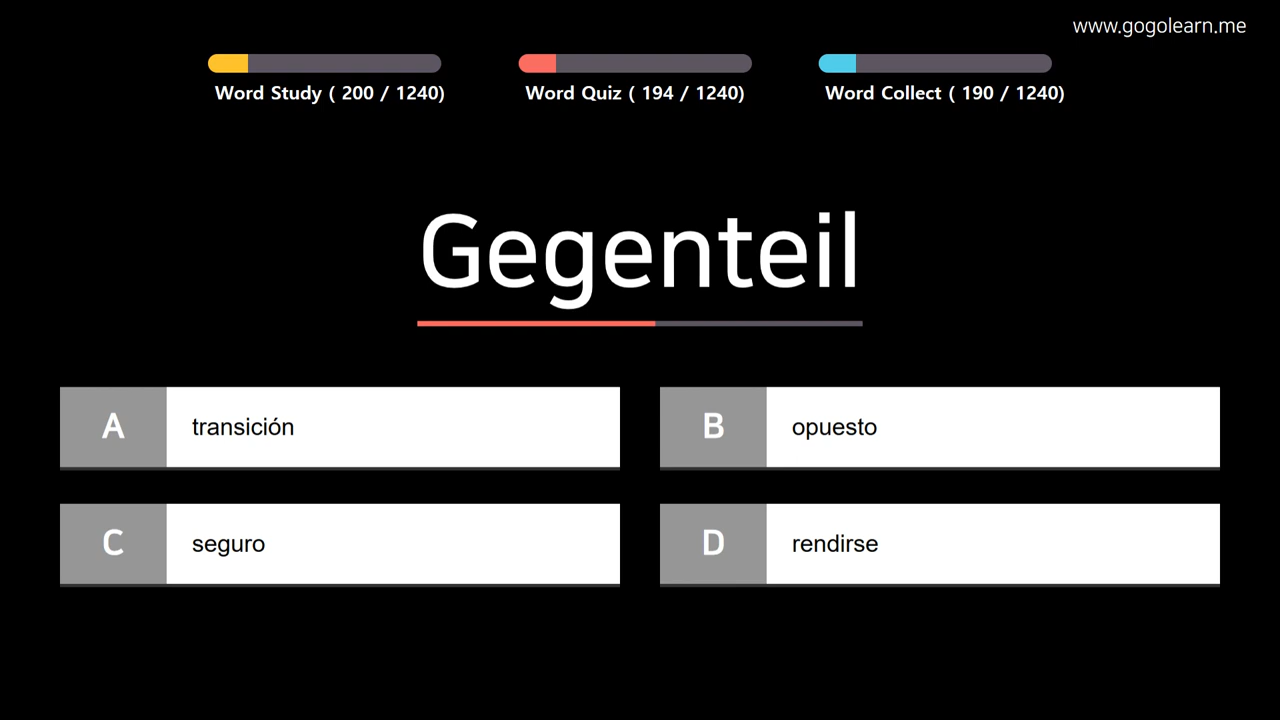 www.gogolearn.me
Word Study ( 200 / 1240)
Word Quiz ( 194 / 1240)
Word Collect ( 190 / 1240)
Gegenteil
A transición
B opuesto
C seguro
D rendirse